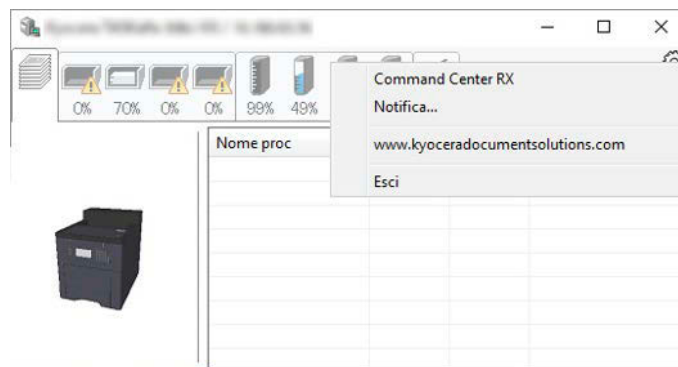 0% 70% 0% 0% 99% 49%
Command Center RX
Notifica...
www.kyoceradocumentsolutions.com
Esci
Nome proc